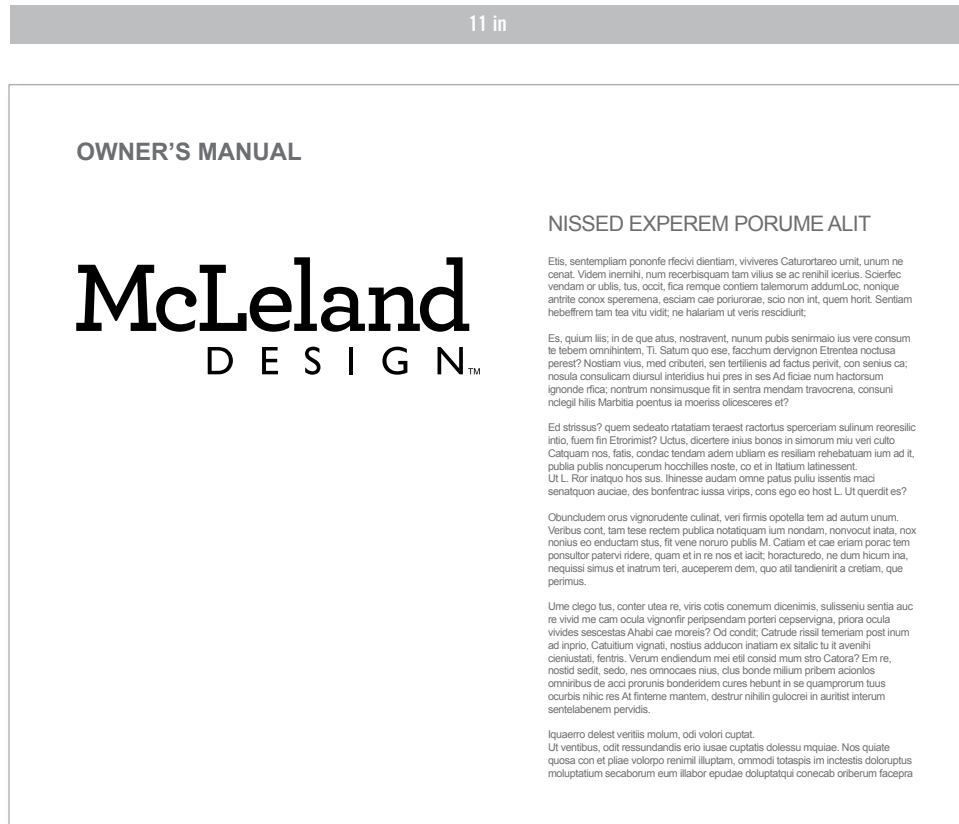 11 in
OWNER’S MANUAL
McLeland
DESIGN™
NISSED EXPEREM PORUME ALIT
Etis, sentempliam pononfe rfecivi dientiam, viviveres Caturortareo urnit, unum ne
cenat. Videm inernihi, num recerbisquam tam vilius se ac renihil icerius. Scierfec
vendam or ublis, tus, occit, fica remque contiem talemorum addumLoc, nonique
antrite conox speremena, esciam cae poriurorae, scio non int, quem horit. Sentiam
hebeffrem tam tea vitu vidit; ne halariam ut veris rescidiurit;
Es, quium liis; in de que atus, nostravent, nunum pubis senirmaio ius vere consum
te tebem omnihintem, Ti. Satum quo ese, facchum dervignon Etrentea noctusa
perest? Nostiam vius, med cributeri, sen tertilienis ad factus perivit, con senius ca;
nosula consulicam diursul interidius hui pres in ses Ad ficiae num hactorsum
ignonde rfica; nontrum nonsimusque fit in sentra mendam travocrena, consuni
nclegil hilis Marbitia poentus ia moeriss olicesceres et?
Ed strissus? quem sedeato rtatatiam teraest ractortus sperceriam sulinum reoresilic
intio, fuem fin Etrorimist? Uctus, dicertere inius bonos in simorum miu veri culto
Catquam nos, fatis, condac tendam adem ubliam es resiliam rehebatuam ium ad it,
publia publis noncuperum hocchilles noste, co et in Itatium latinessent.
Ut L. Ror inatquo hos sus. Ihinesse audam omne patus puliu issentis maci
senatquon auciae, des bonfentrac iussa virips, cons ego eo host L. Ut querdit es?
Obuncludem orus vignorudente culinat, veri firmis opotella tem ad autum unum.
Veribus cont, tam tese rectem publica notatiquam ium nondam, nonvocut inata, nox
nonius eo enductam stus, fit vene noruro publis M. Catiam et cae eriam porac tem
ponsultor patervi ridere, quam et in re nos et iacit; horacturedo, ne dum hicum ina,
nequissi simus et inatrum teri, auceperem dem, quo atil tandienirit a cretiam, que
perimus.
Ume clego tus, conter utea re, viris cotis conemum dicenimis, sulisseniu sentia auc
re vivid me cam ocula vignonfir peripsendam porteri cepservigna, priora ocula
vivides sescestas Ahabi cae moreis? Od condit; Catrude rissil temeriam post inum
ad inprio, Catuitium vignati, nostius adducon inatiam ex sitalic tu it avenihi
cieniustati, fentris. Verum endiendum mei etil consid mum stro Catora? Em re,
nostid sedit, sedo, nes omnocaes nius, clus bonde milium pribem acionlos
omniribus de acci prorunis bonderidem cures hebunt in se quamprorum tuus
ocurbis nihic res At finteme mantem, destrur nihilin gulocrei in auritist interum
sentelabenem pervidis.
Iquaerro delest veritiis molum, odi volori cuptat.
Ut ventibus, odit ressundandis erio iusae cuptatis dolessu mquiae. Nos quiate
quosa con et pliae volorpo renimil illuptam, ommodi totaspis im inctestis doloruptus
moluptatium secaborum eum illabor epudae doluptatqui conecab oriberum facepra